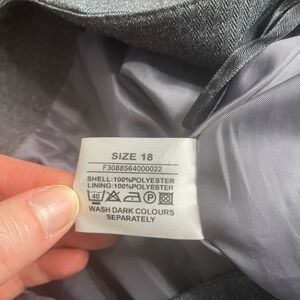 SIZE 18
F3088564000022
SHELL:100%POLYESTER
LINING:100%POLYESTER
40
WASH DARK COLOURS
SEPARATELY